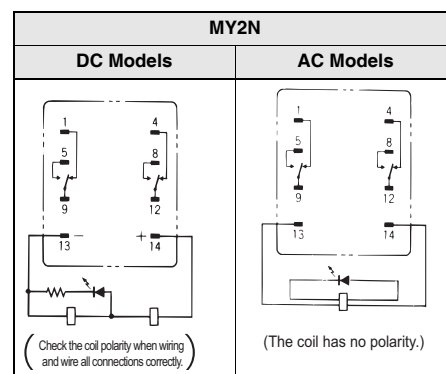 MY2N
DC Models
AC Models
1 4
5 8
9 12
13 − + 14
(Check the coil polarity when wiring
and wire all connections correctly.)
1 4
5 8
9 12
13 14
(The coil has no polarity.)